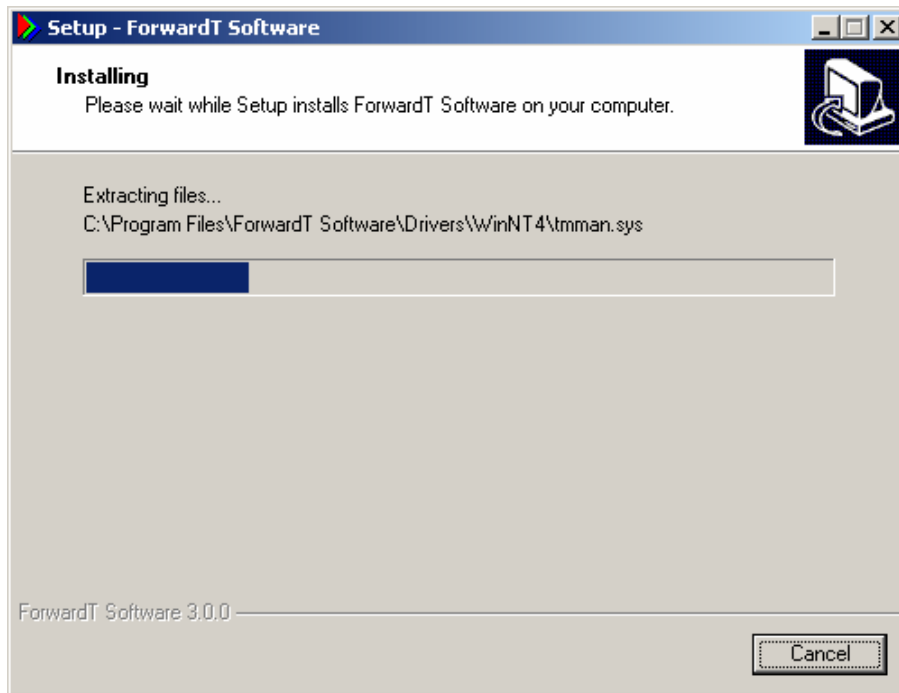 Setup - ForwardT Software
Installing
Please wait while Setup installs ForwardT Software on your computer.
Extracting files...
C:\Program Files\ForwardT Software\Drivers\\WinNT4\tmman.sys
ForwardT Software 3.0.0
Cancel